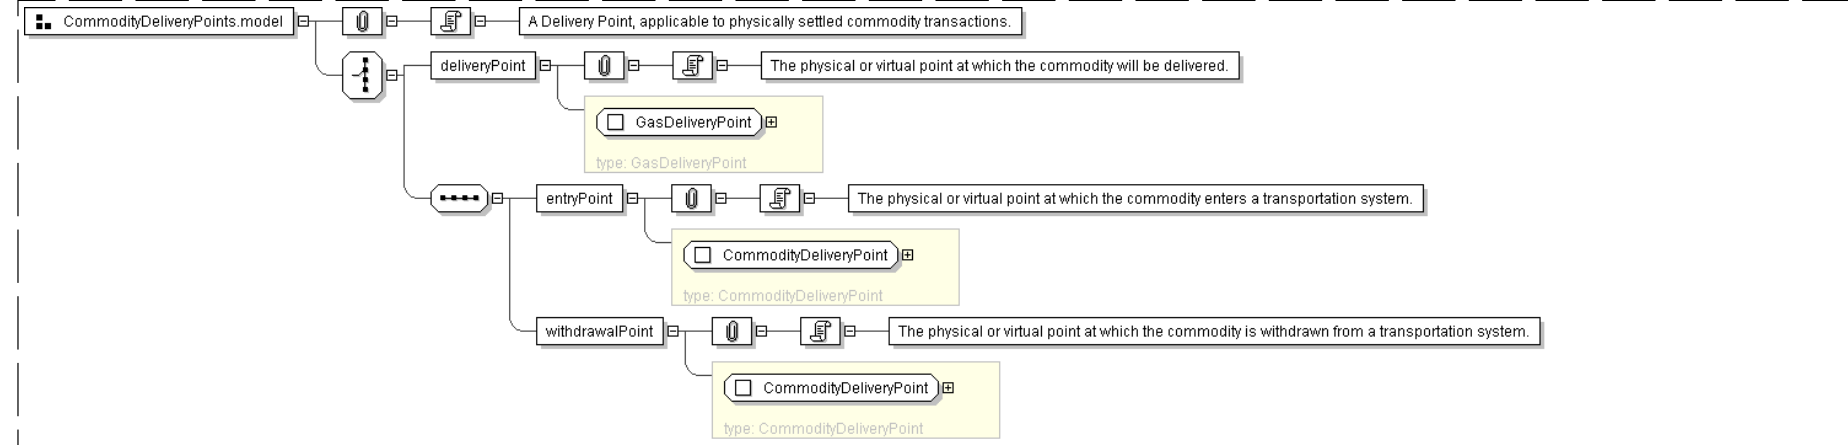 CommodityDeliveryPoints.model
A Delivery Point, applicable to physically settled commodity transactions.
deliveryPoint
The physical or virtual point at which the commodity will be delivered.
GasDeliveryPoint
type: GasDeliveryPoint
entryPoint
The physical or virtual point at which the commodity enters a transportation system.
CommodityDeliveryPoint
type: CommodityDeliveryPoint
withdrawalPoint
The physical or virtual point at which the commodity is withdrawn from a transportation system.
CommodityDeliveryPoint
type: CommodityDeliveryPoint